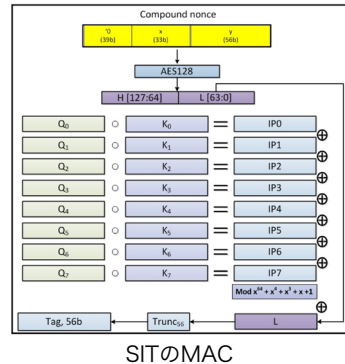 Compound nonce
'0 x y
(39b) (33b) (56b)
AES128
H [127:64] L [63:0]
Q₀ ○ K₀ = IP0
⊕
Q₁ ○ K₁ = IP1
⊕
Q₂ ○ K₂ = IP2
⊕
Q₃ ○ K₃ = IP3
⊕
Q₄ ○ K₄ = IP4
⊕
Q₅ ○ K₅ = IP5
⊕
Q₆ ○ K₆ = IP6
⊕
Q₇ ○ K₇ = IP7
Mod x⁶⁴ + x⁴ + x³ + x +1
⊕
Tag, 56b Trunc₅₆ L
SITのMAC